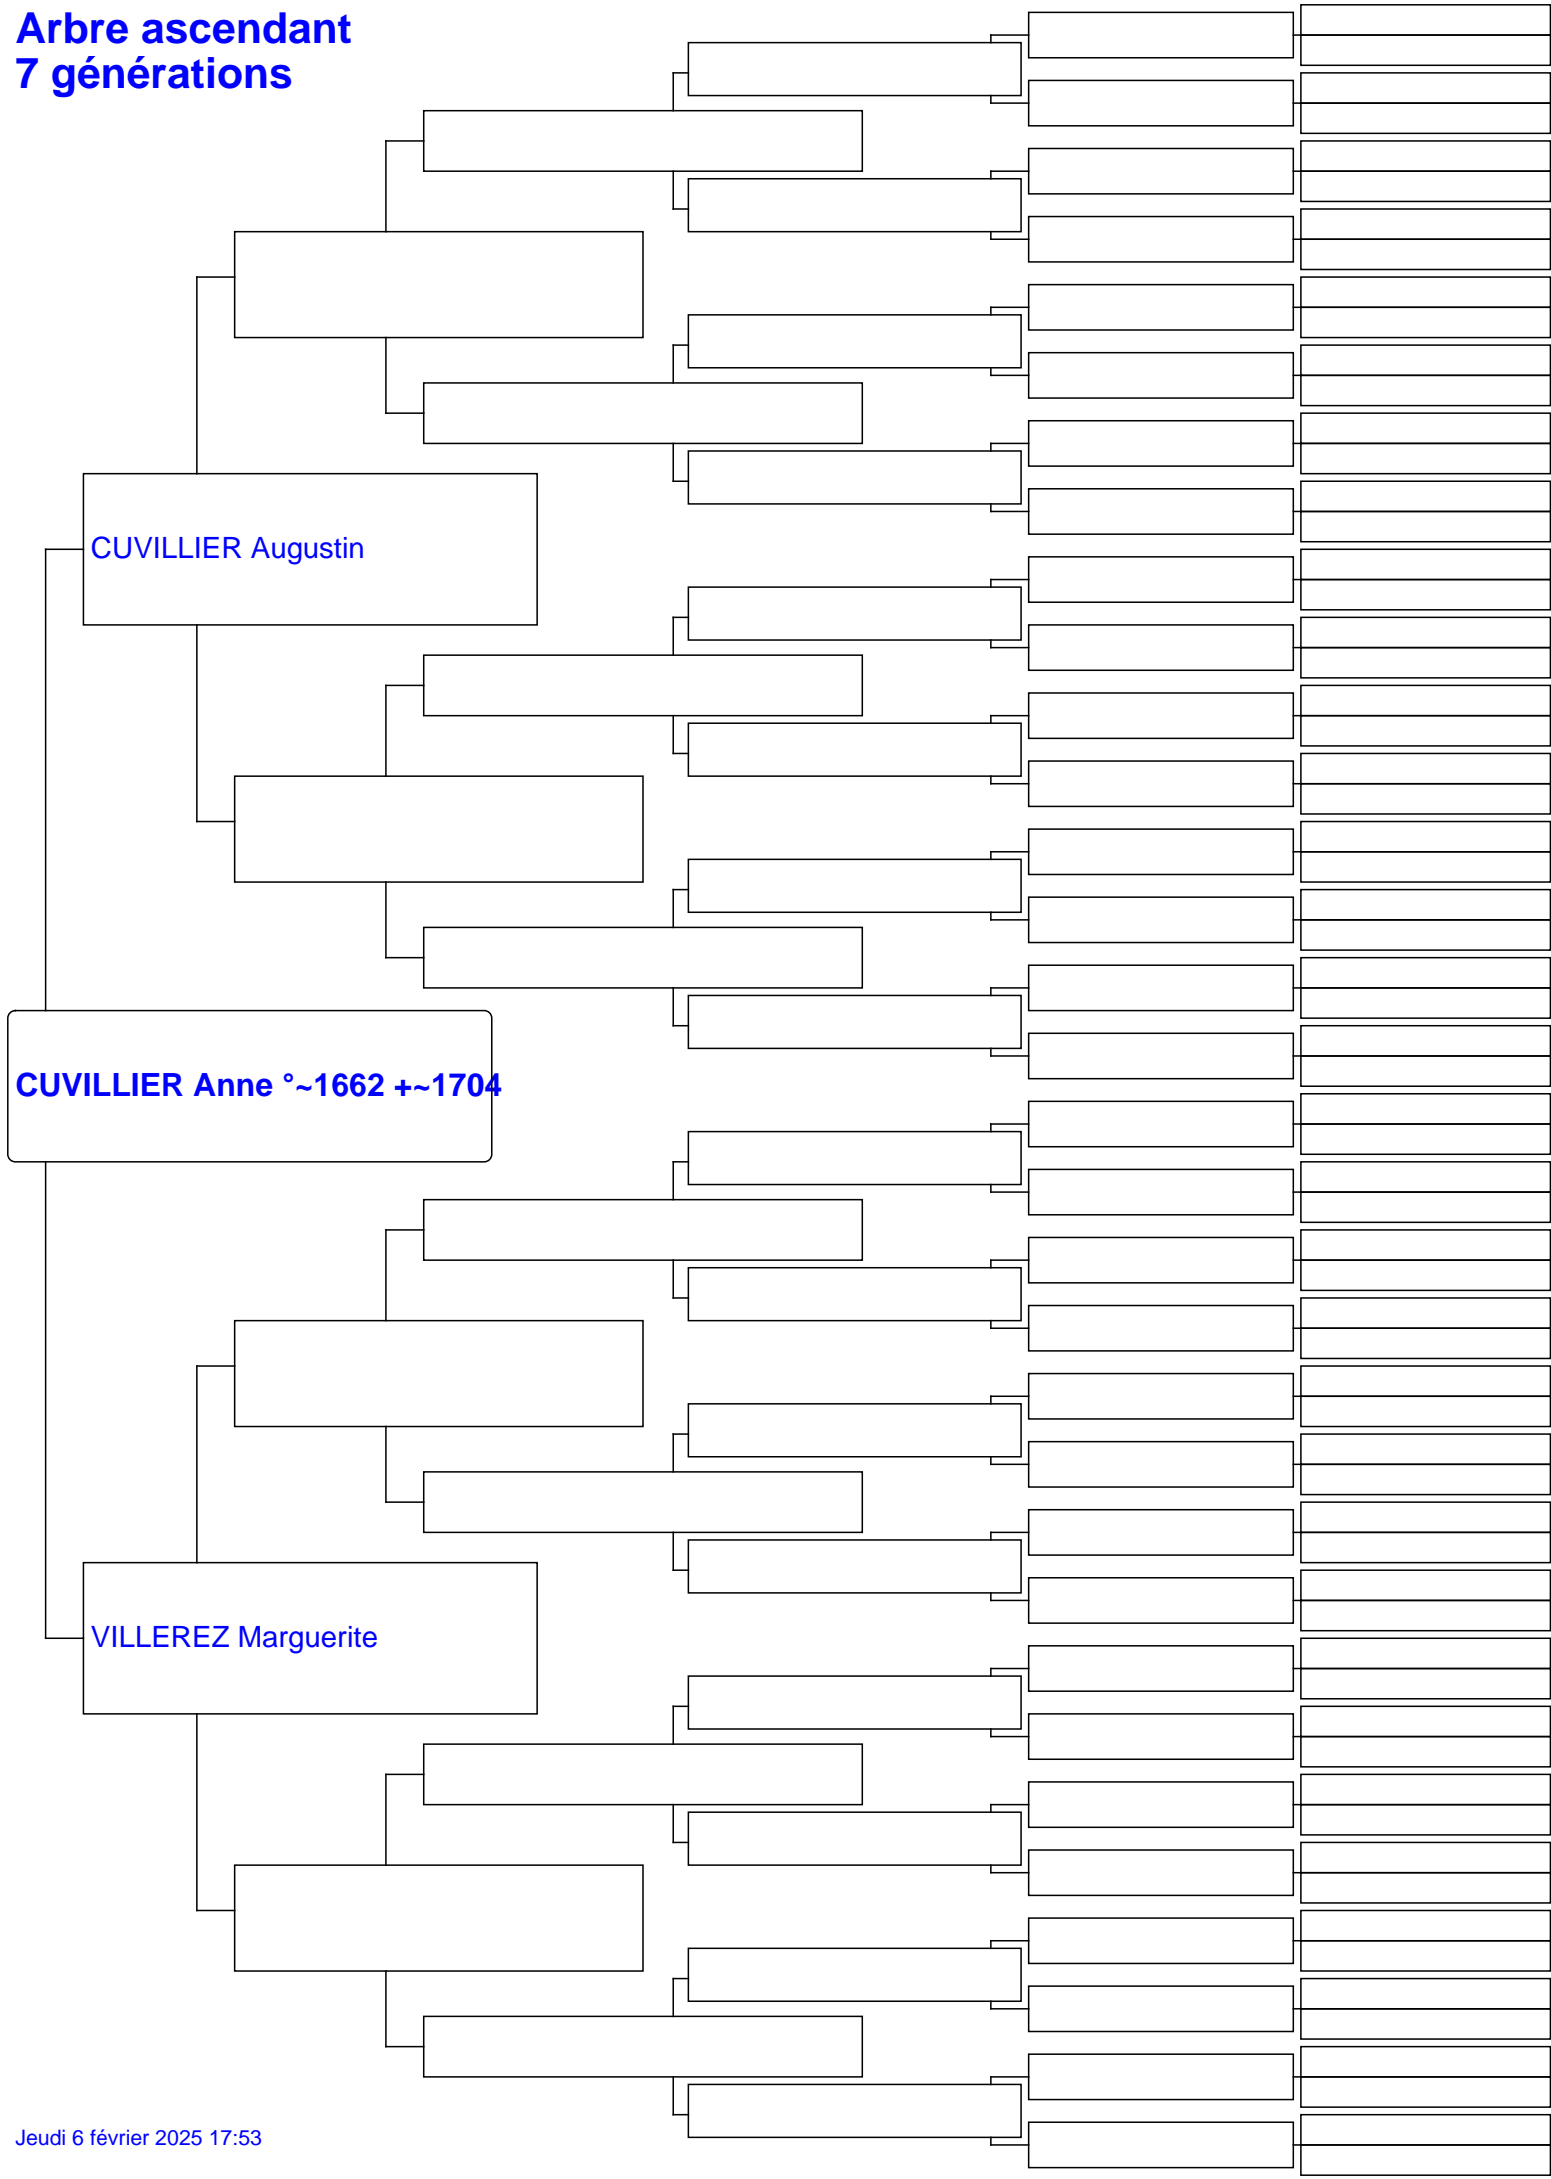 Arbre ascendant
7 générations
CUVILLIER Augustin
CUVILLIER Anne °~1662 +~1704
VILLEREZ Marguerite
Jeudi 6 février 2025 17:53